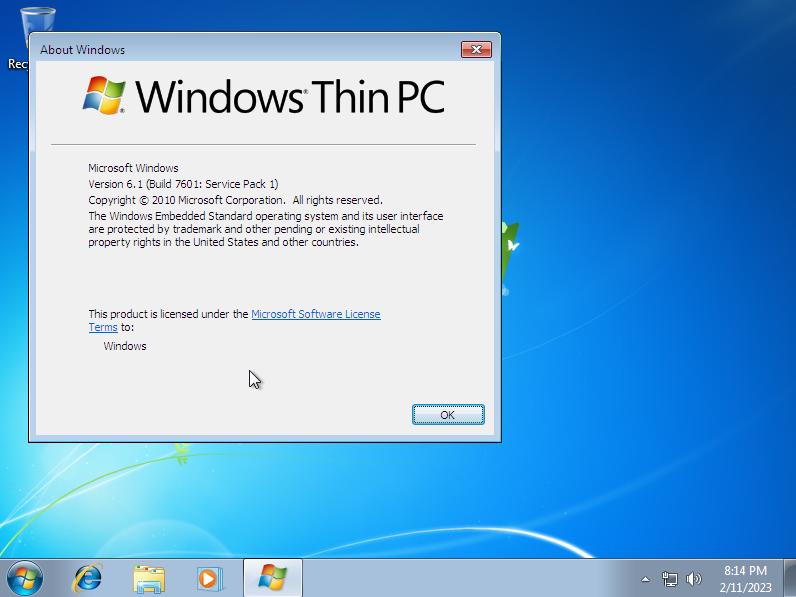 Rec
About Windows
Windows® Thin PC
Microsoft Windows
Version 6.1 (Build 7601: Service Pack 1)
Copyright © 2010 Microsoft Corporation. All rights reserved.
The Windows Embedded Standard operating system and its user interface
are protected by trademark and other pending or existing intellectual
property rights in the United States and other countries.
This product is licensed under the Microsoft Software License
Terms to:
Windows
OK
8:14 PM
2/11/2023